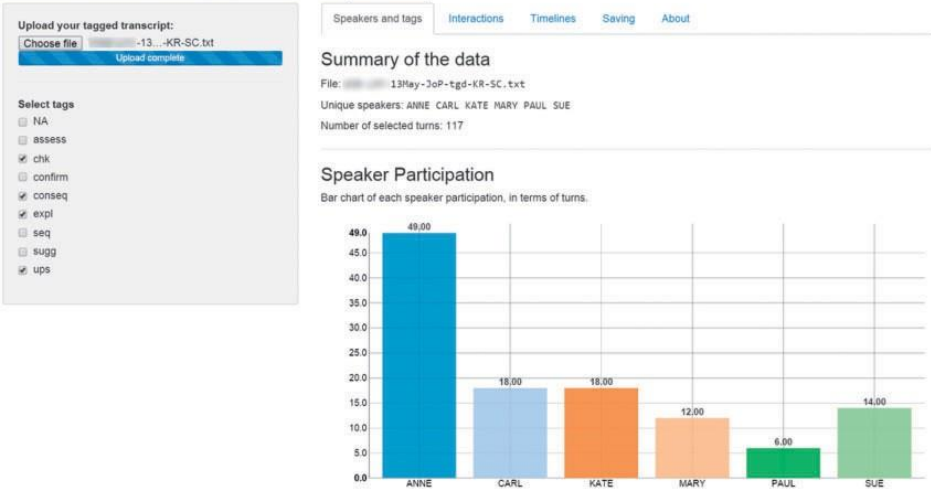 Upload your tagged transcript:
Choose file -13...-KR-SC.txt
Upload complete
Select tags
NA
assess
chk
confirm
conseq
expl
seq
sugg
ups
Speakers and tags Interactions Timelines Saving About
Summary of the data
File: 13May-JoP-tgd-KR-SC.txt
Unique speakers: ANNE CARL KATE MARY PAUL SUE
Number of selected turns: 117
Speaker Participation
Bar chart of each speaker participation, in terms of turns.
49.00
49.0
45.0
40.0
35.0
30.0
25.0
20.0
18.00 18.00
15.0
14.00
12.00
10.0
6.00
5.0
0.0
ANNE CARL KATE MARY PAUL SUE